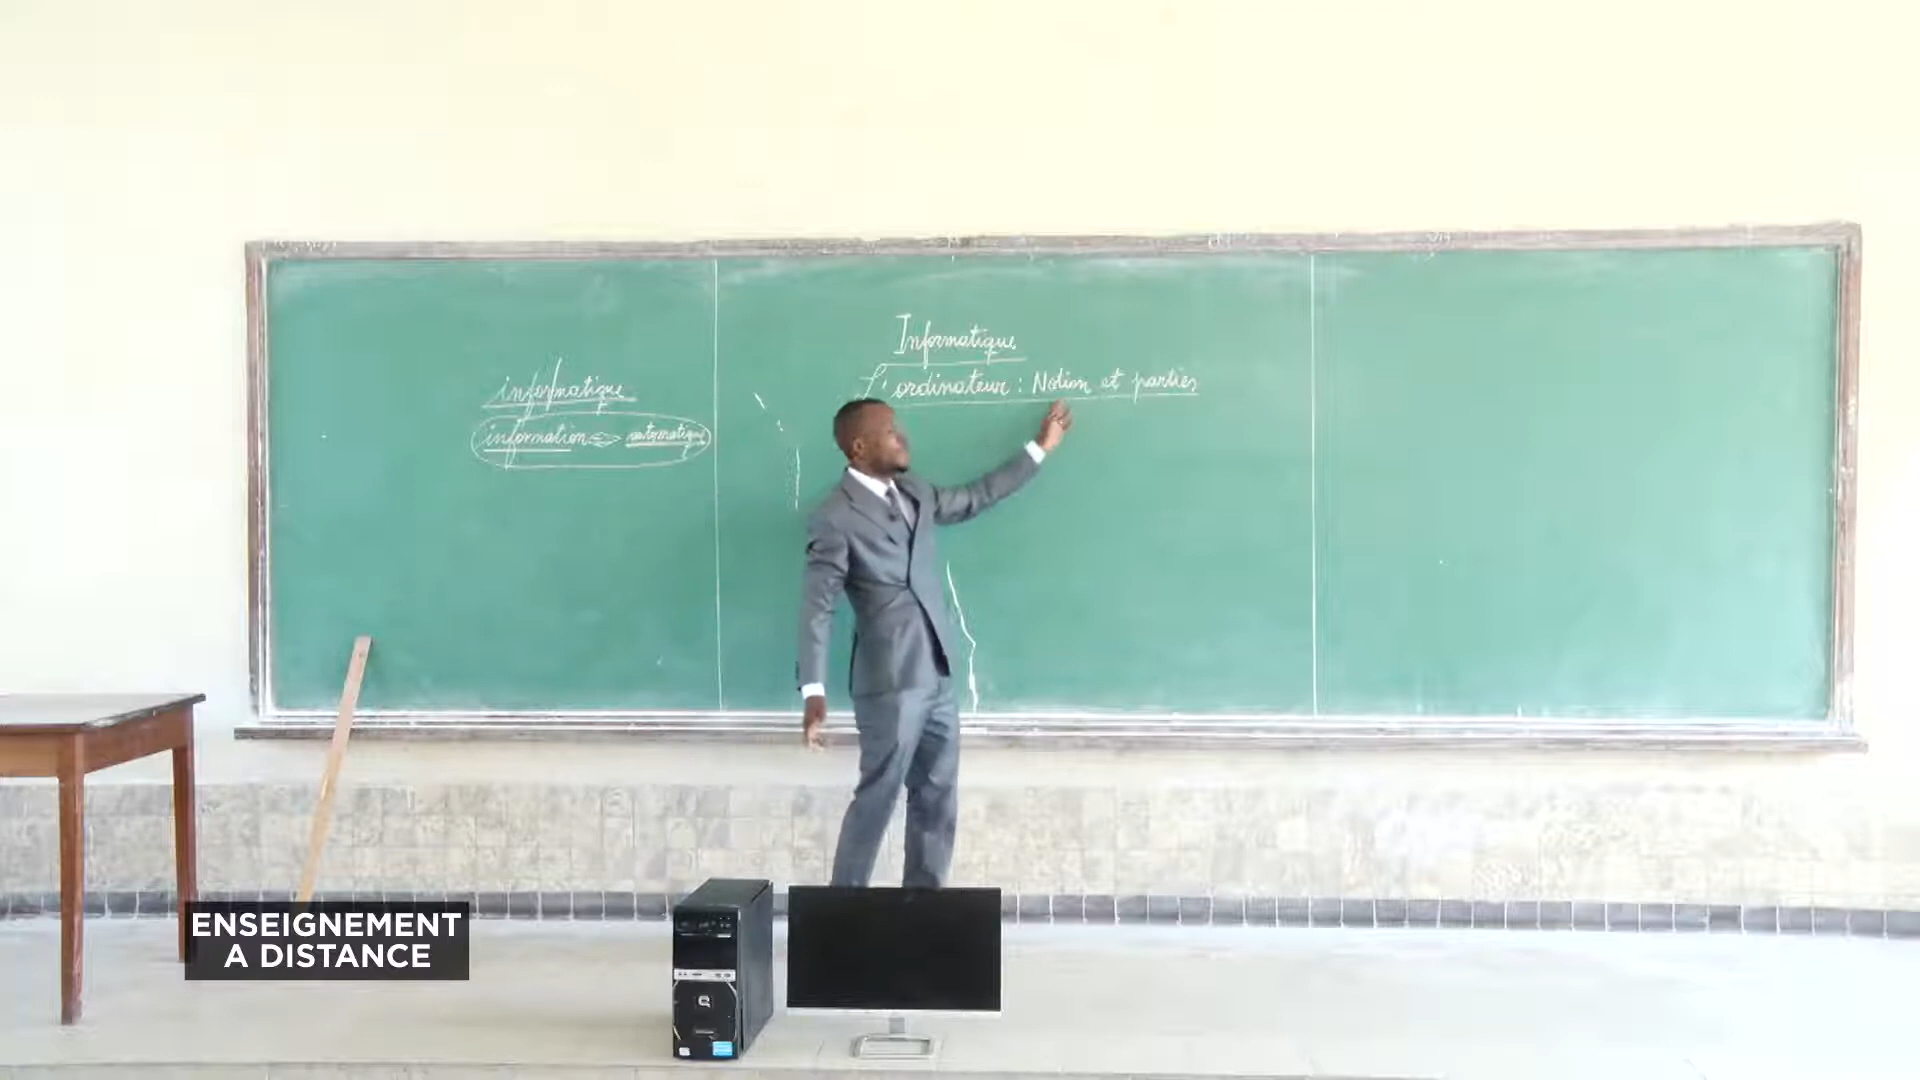 Informatique
L'ordinateur : Notion et parties
informatique
information automatique
ENSEIGNEMENT
A DISTANCE